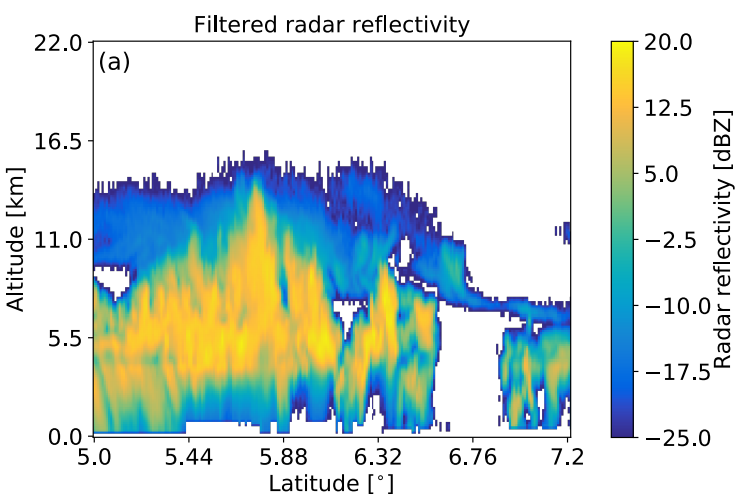 Filtered radar reflectivity
(a)
Altitude [km]
22.0
16.5
11.0
5.5
0.0
5.0 5.44 5.88 6.32 6.76 7.2
Latitude [°]
20.0
12.5
5.0
−2.5
−10.0
−17.5
−25.0
Radar reflectivity [dBZ]